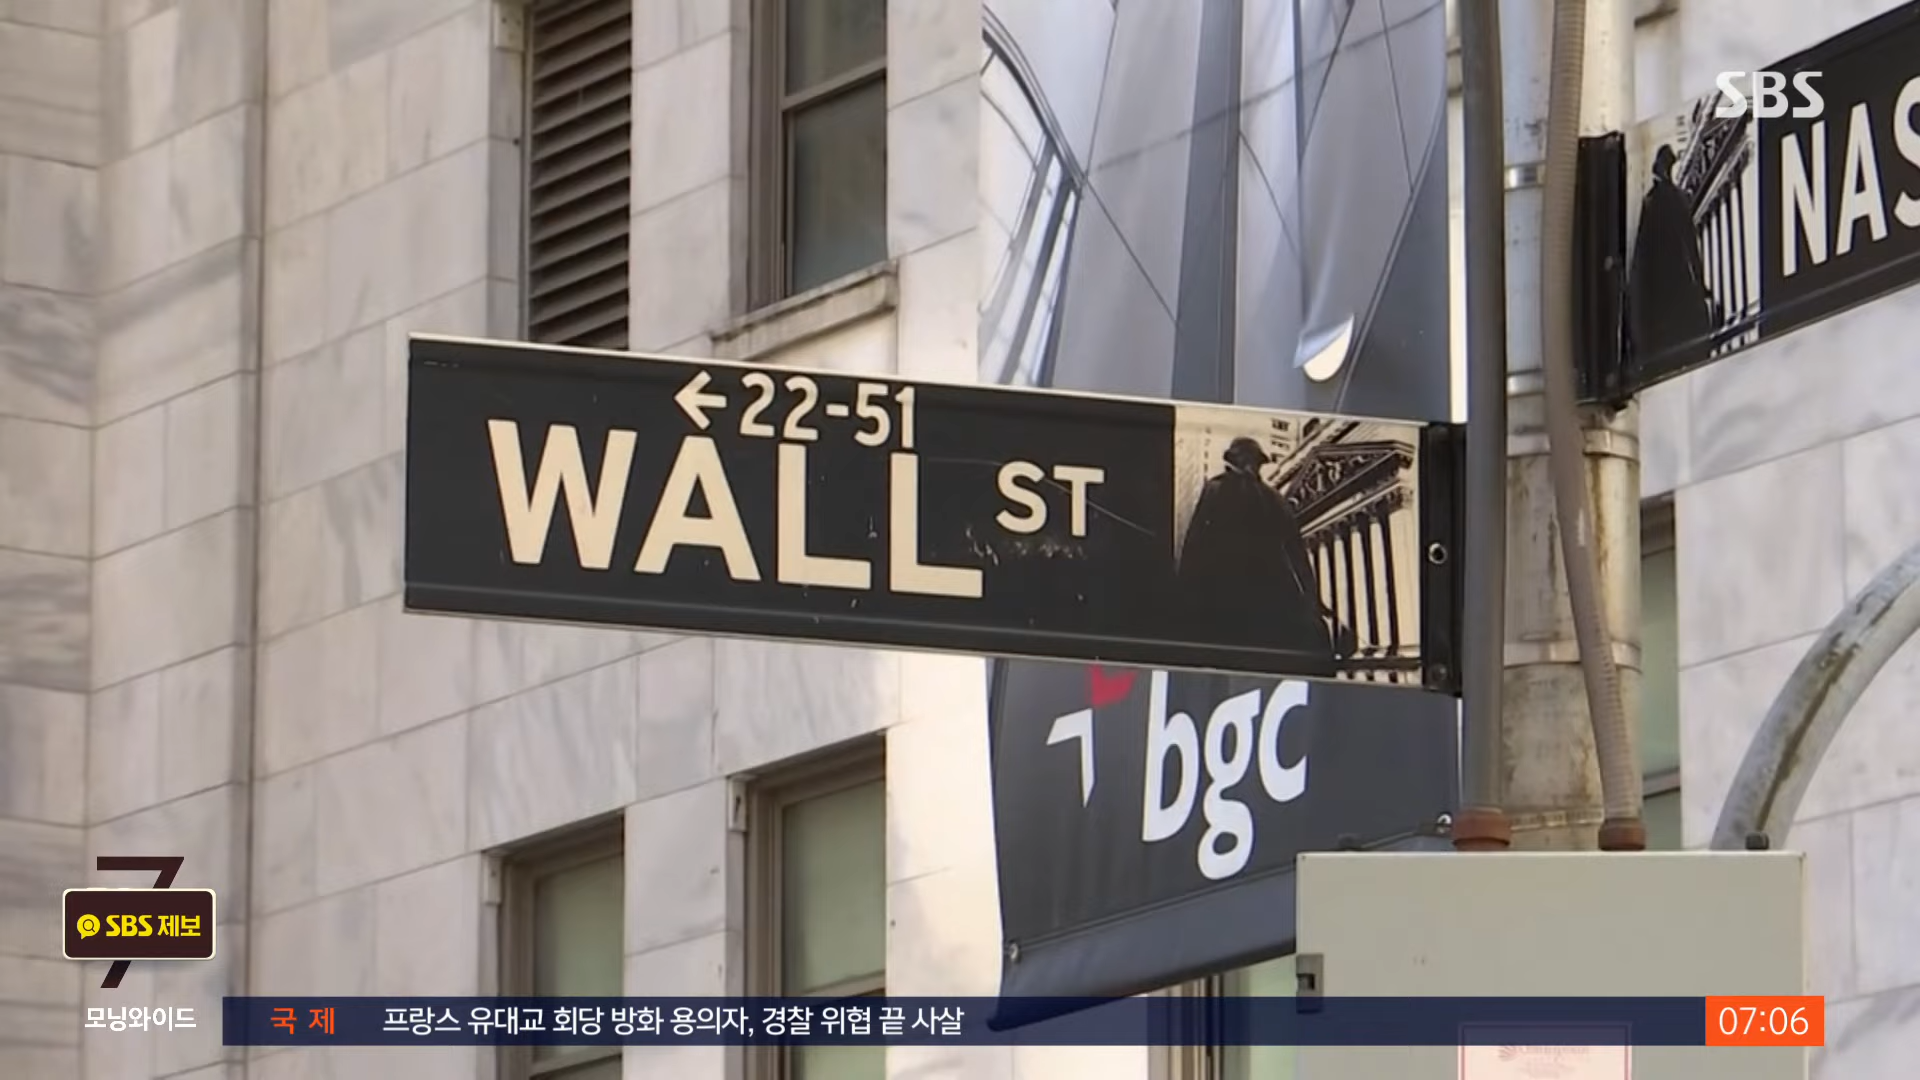 SBS
NAS
←22-51
WALL ST
bgc
7
SBS 제보
모닝와이드
국제 프랑스 유대교 회당 방화 용의자, 경찰 위협 끝 사살 07:06